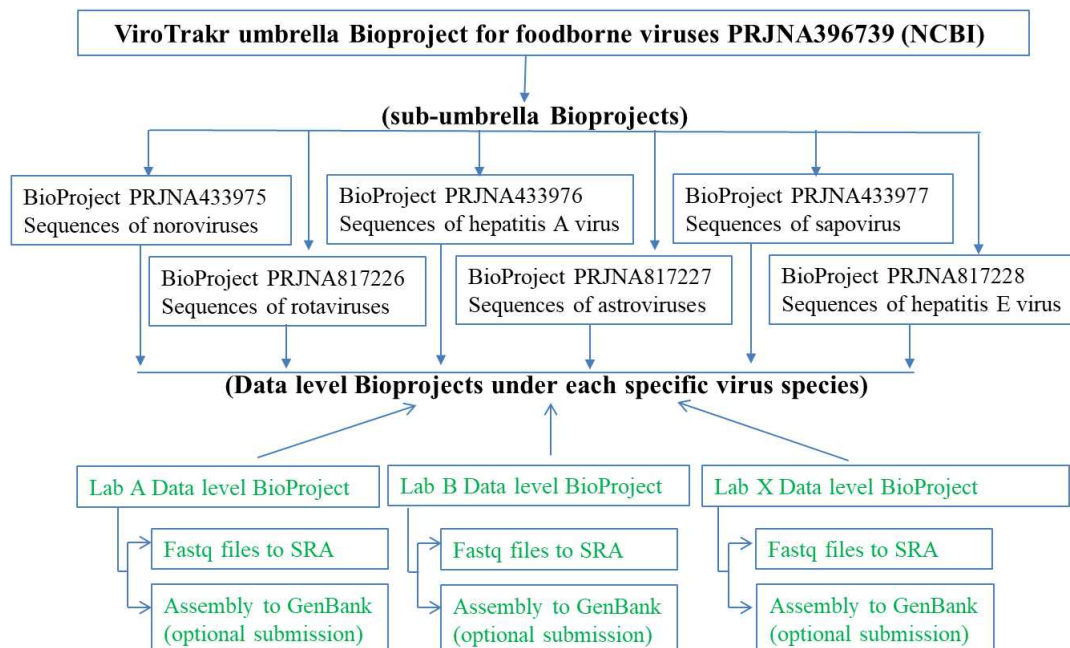 ViroTrakr umbrella Bioproject for foodborne viruses PRJNA396739 (NCBI)
(sub-umbrella Bioprojects)
BioProject PRJNA433975
Sequences of noroviruses
BioProject PRJNA433976
Sequences of hepatitis A virus
BioProject PRJNA433977
Sequences of sapovirus
BioProject PRJNA817226
Sequences of rotaviruses
BioProject PRJNA817227
Sequences of astroviruses
BioProject PRJNA817228
Sequences of hepatitis E virus
(Data level Bioprojects under each specific virus species)
Lab A Data level BioProject
Fastq files to SRA
Assembly to GenBank
(optional submission)
Lab B Data level BioProject
Fastq files to SRA
Assembly to GenBank
(optional submission)
Lab X Data level BioProject
Fastq files to SRA
Assembly to GenBank
(optional submission)